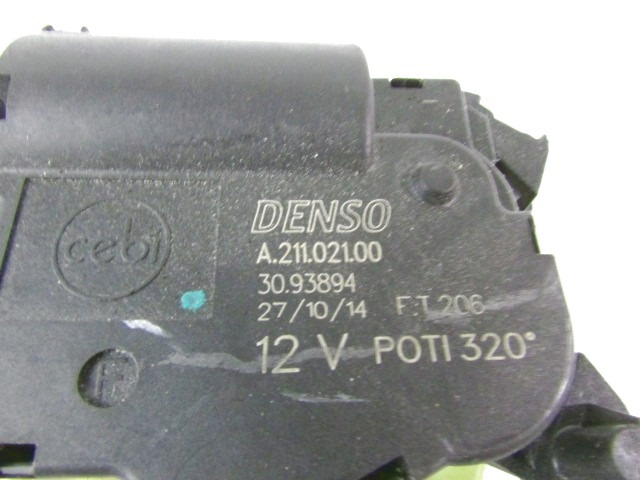 DENSO
cebi
A.211.021.00
30.93894
27/10/14 F.T 206
12 V POTI 320°
F